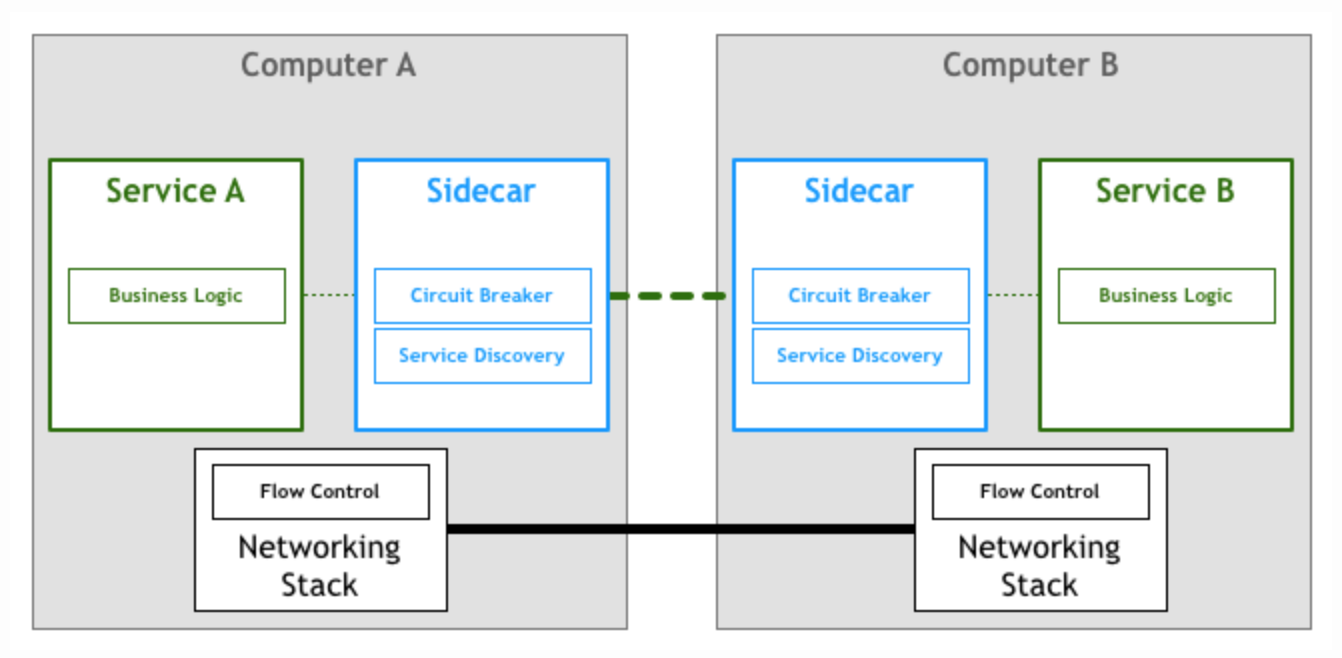 Computer A
Computer B
Service A
Sidecar
Sidecar
Service B
Business Logic
Circuit Breaker
Circuit Breaker
Business Logic
Service Discovery
Service Discovery
Flow Control
Flow Control
Networking
Stack
Networking
Stack